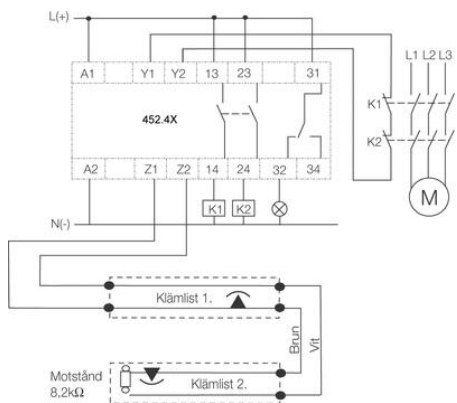 L(+)
A1 Y1 Y2 13 23 31
L1 L2 L3
452.4X
K1
K2
A2 Z1 Z2 14 24 32 34
K1 K2
M
N(-)
Klämlist 1.
Brun
Vit
Motstånd
8,2kΩ
Klämlist 2.